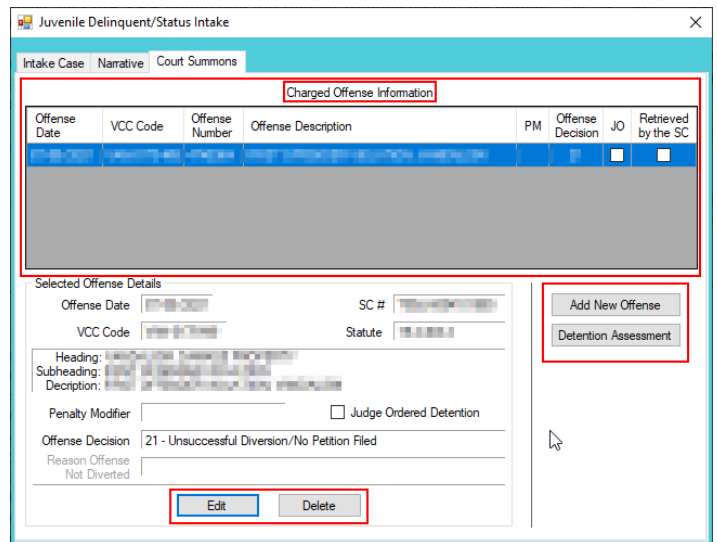 Juvenile Delinquent/Status Intake
Intake Case Narrative Court Summons
Charged Offense Information
Offense Date VCC Code Offense Number Offense Description PM Offense Decision JO Retrieved by the SC
Selected Offense Details
Offense Date SC #
VCC Code Statute
Heading:
Subheading:
Decription:
Penalty Modifier Judge Ordered Detention
Offense Decision 21 - Unsuccessful Diversion/No Petition Filed
Reason Offense
Not Diverted
Edit Delete
Add New Offense
Detention Assessment